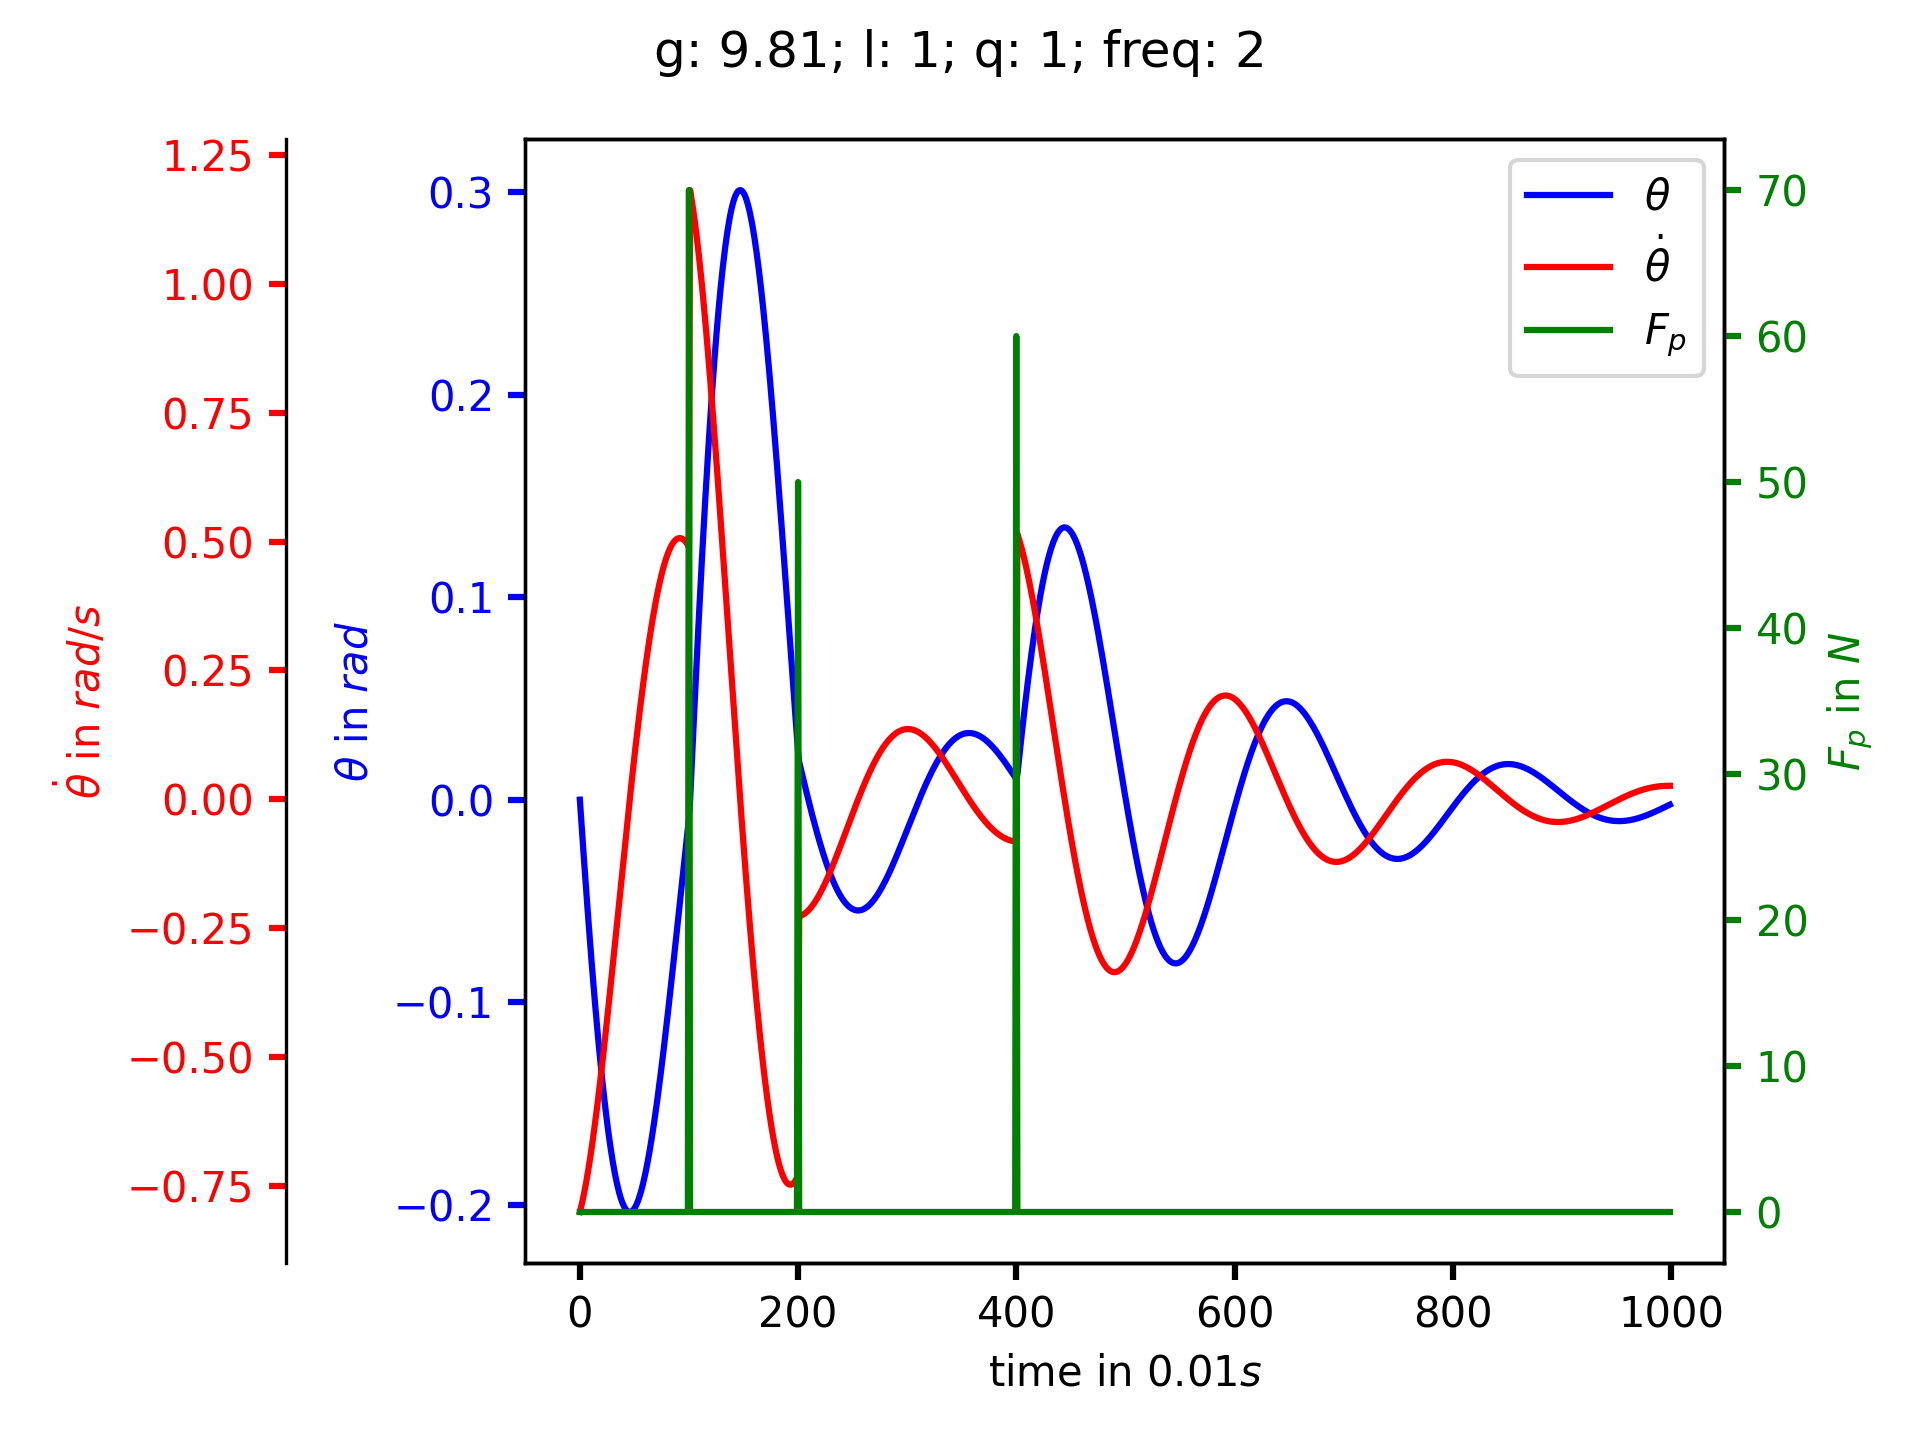 g: 9.81; l: 1; q: 1; freq: 2
1.25
1.00
0.75
0.50
0.25
0.00
−0.25
−0.50
−0.75
θ̇ in rad/s
0.3
0.2
0.1
0.0
−0.1
−0.2
θ in rad
θ
θ̇
F_p
70
60
50
40
30
20
10
0
F_p in N
0 200 400 600 800 1000
time in 0.01s